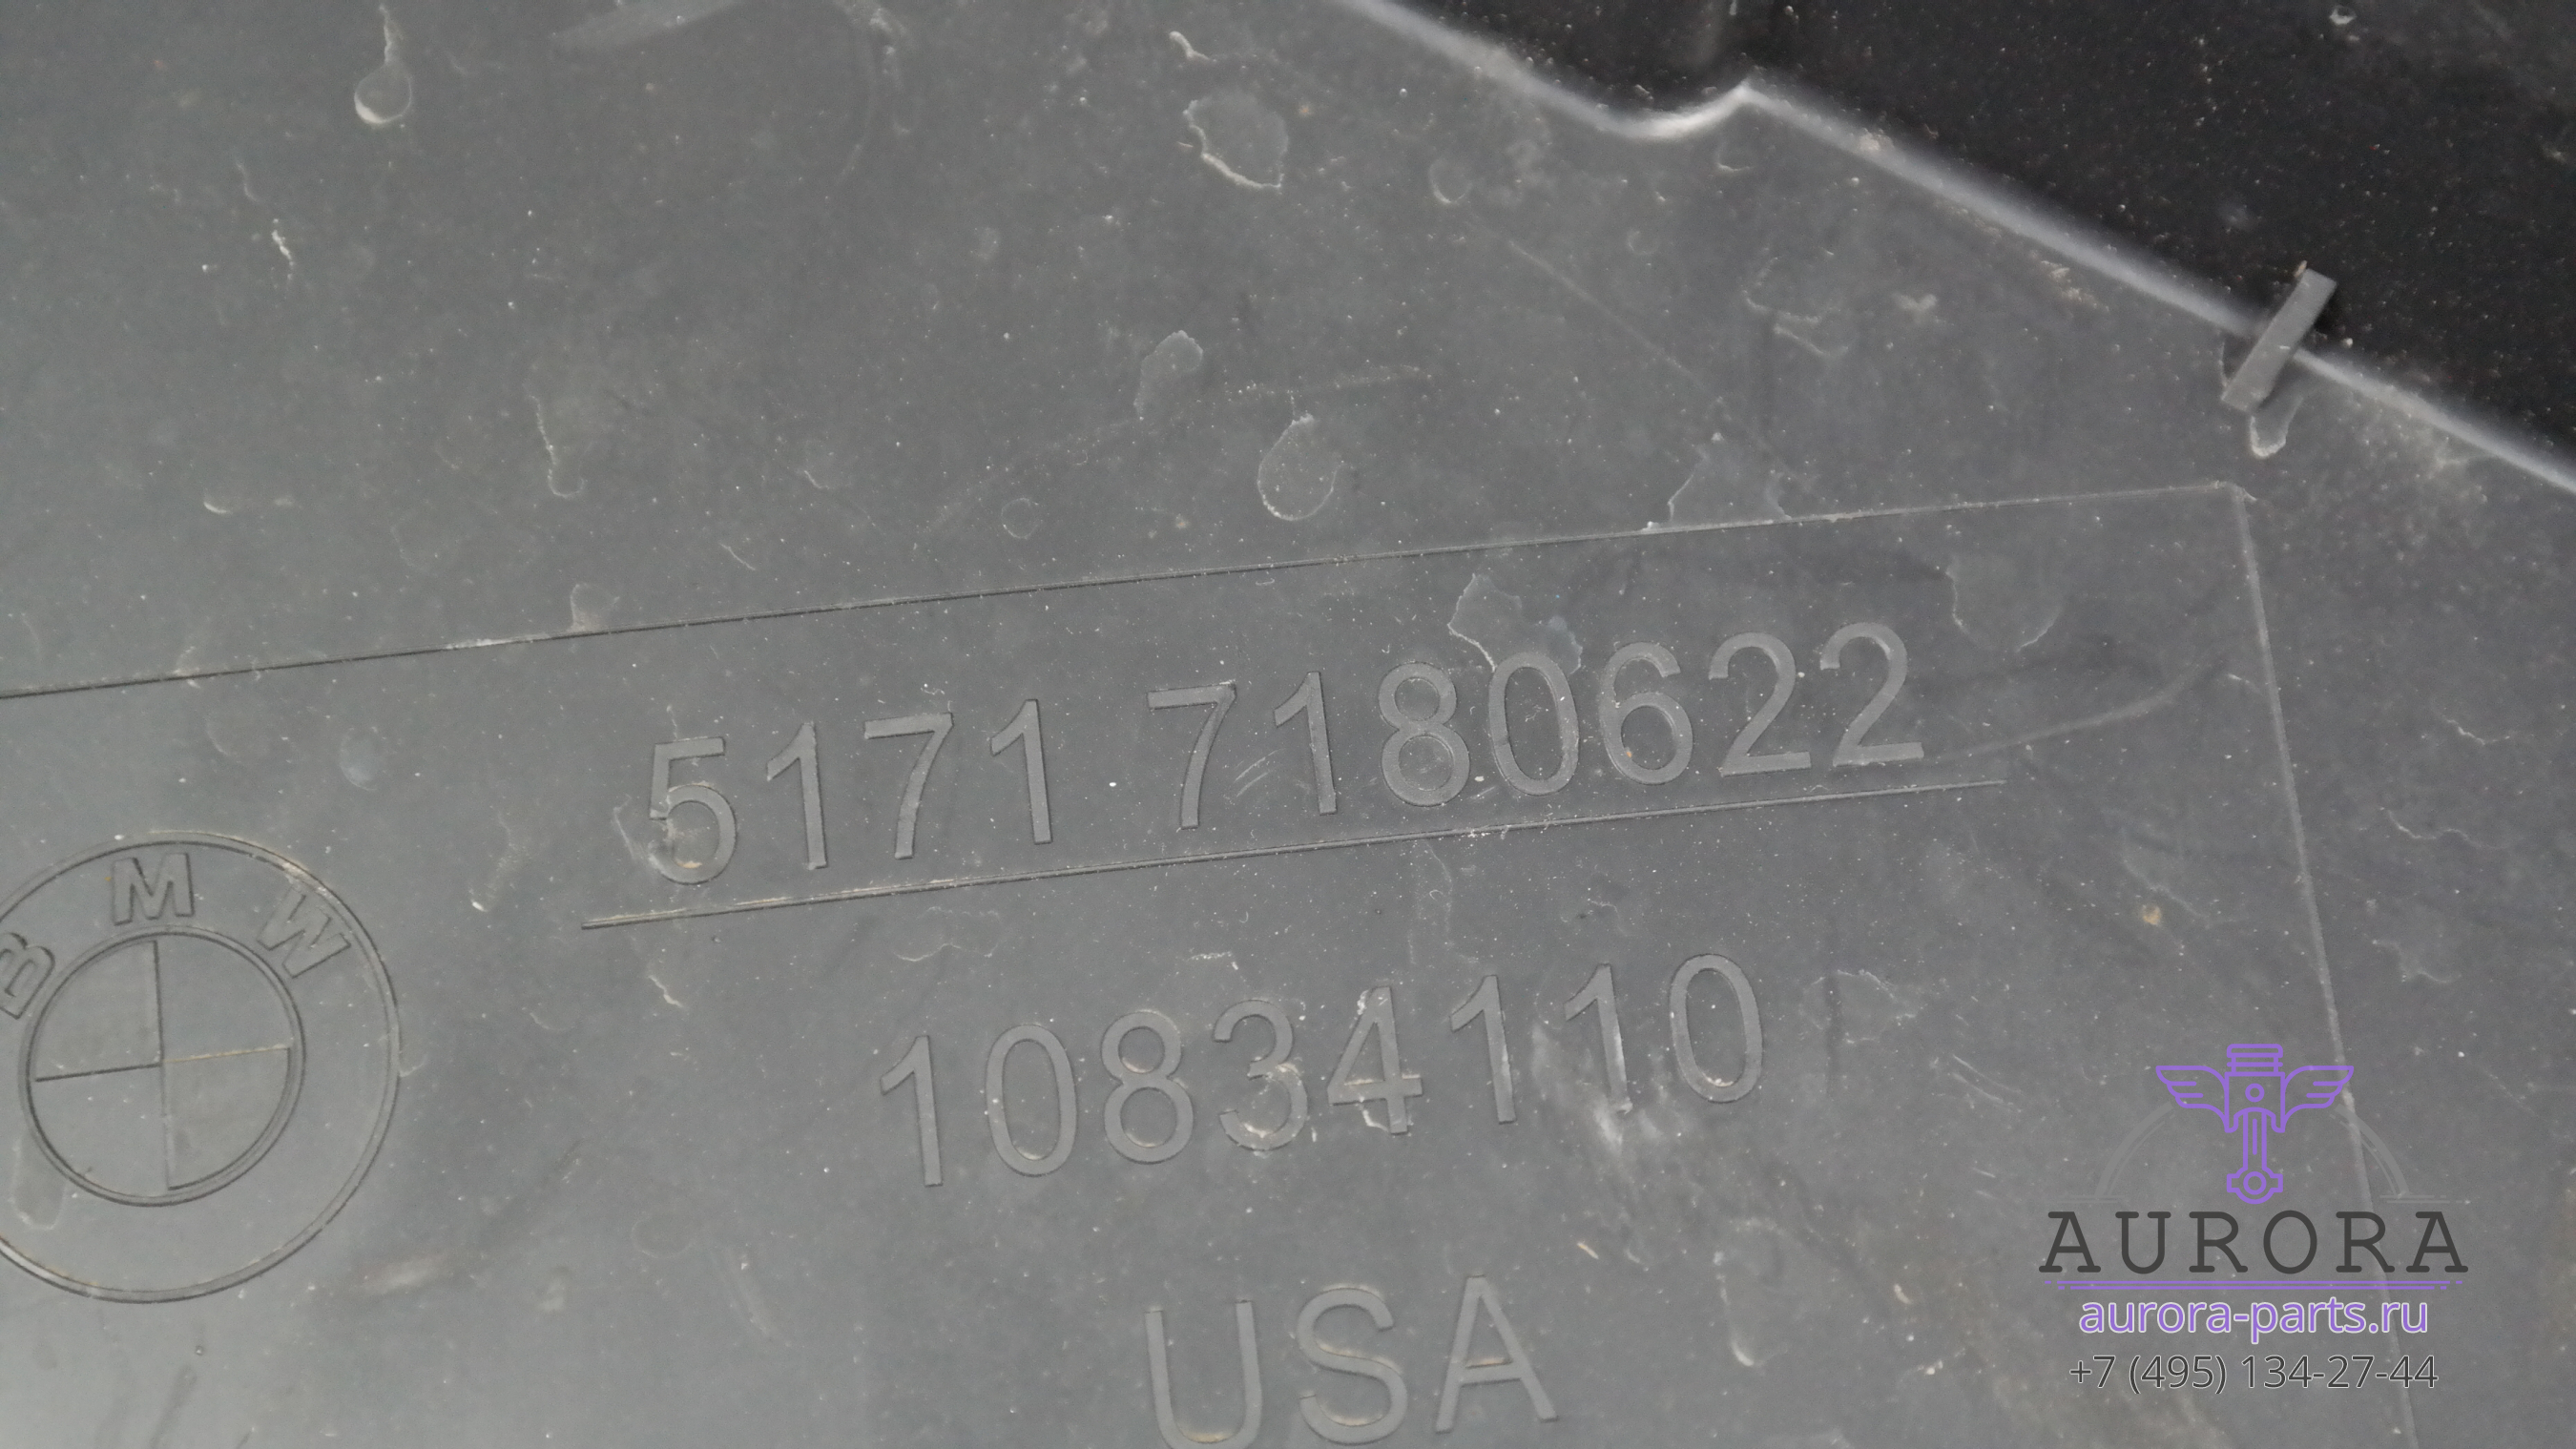 5171 7180622
BMW
10834110
USA
AURORA
aurora-parts.ru
+7 (495) 134-27-44